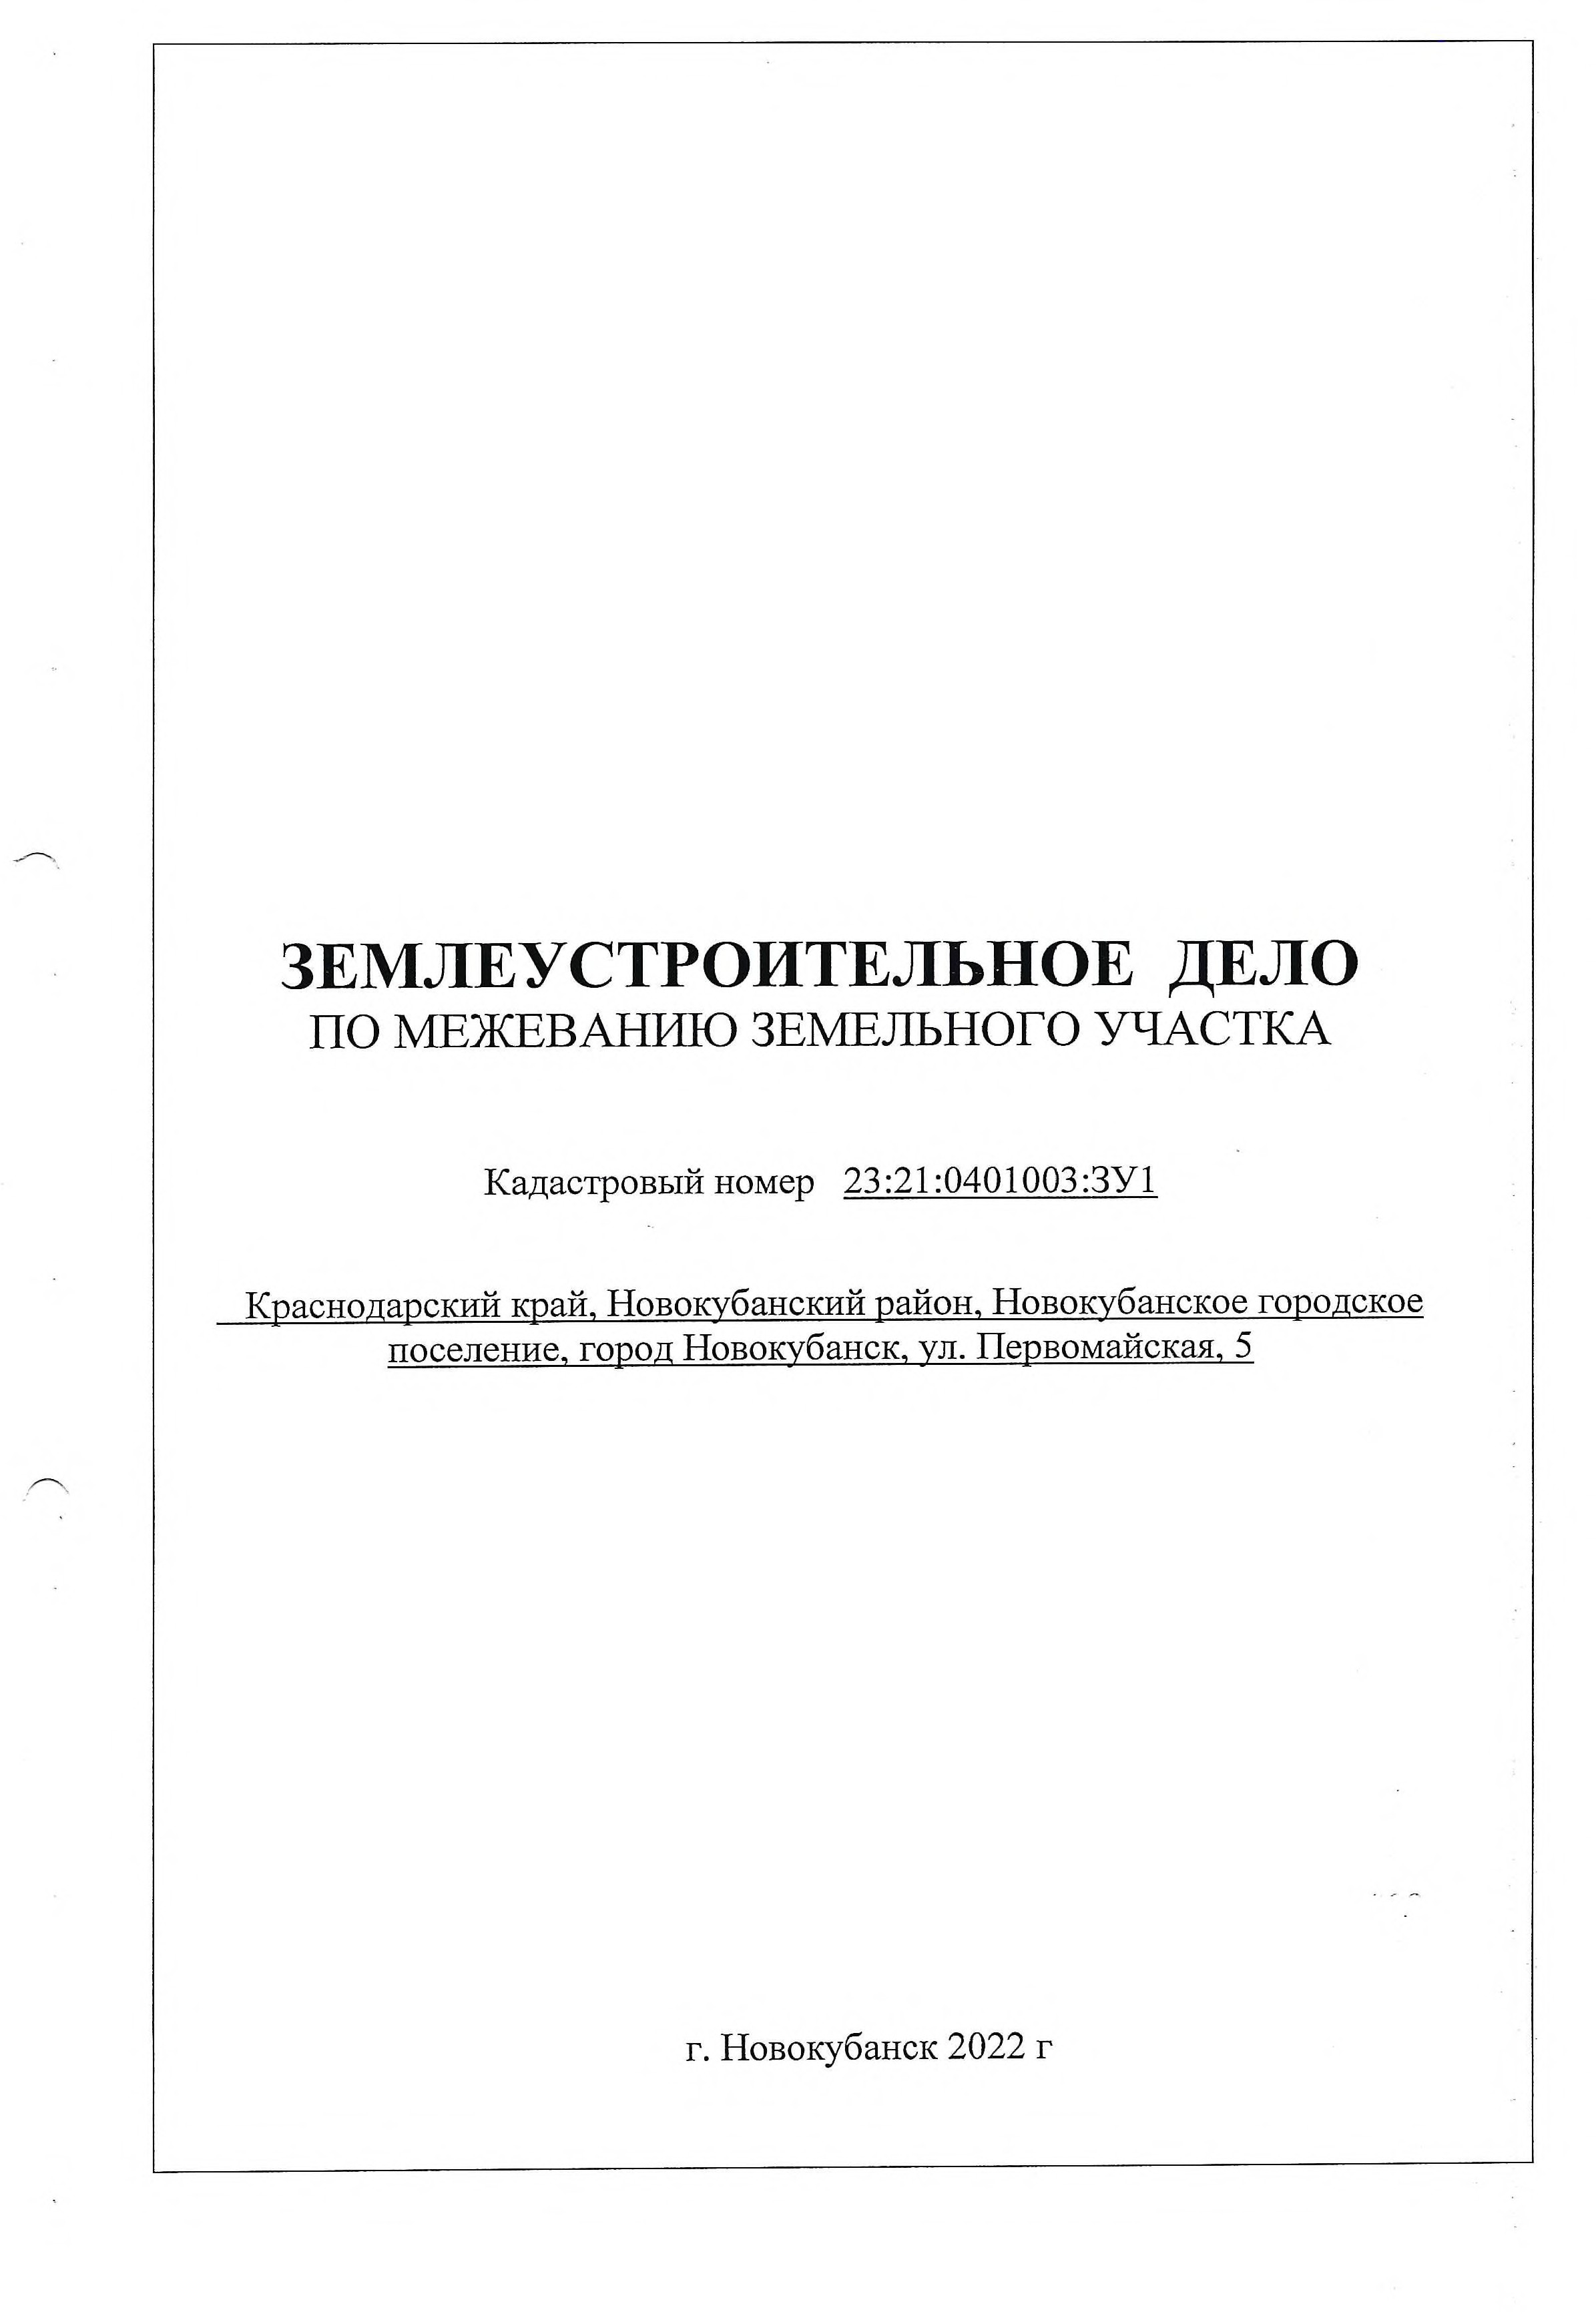 ЗЕМЛЕУСТРОИТЕЛЬНОЕ ДЕЛО
ПО МЕЖЕВАНИЮ ЗЕМЕЛЬНОГО УЧАСТКА
Кадастровый номер 23:21:0401003:ЗУ1
Краснодарский край, Новокубанский район, Новокубанское городское
поселение, город Новокубанск, ул. Первомайская, 5
г. Новокубанск 2022 г